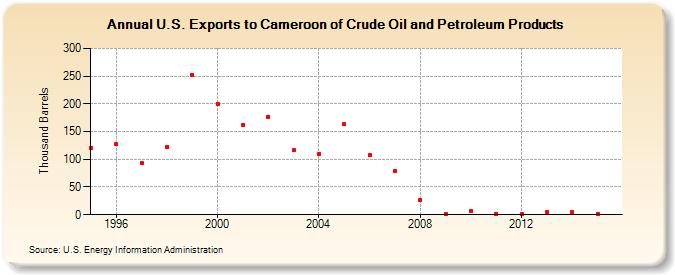 Annual U.S. Exports to Cameroon of Crude Oil and Petroleum Products
Thousand Barrels
300
250
200
150
100
50
0
1996 2000 2004 2008 2012
Source: U.S. Energy Information Administration